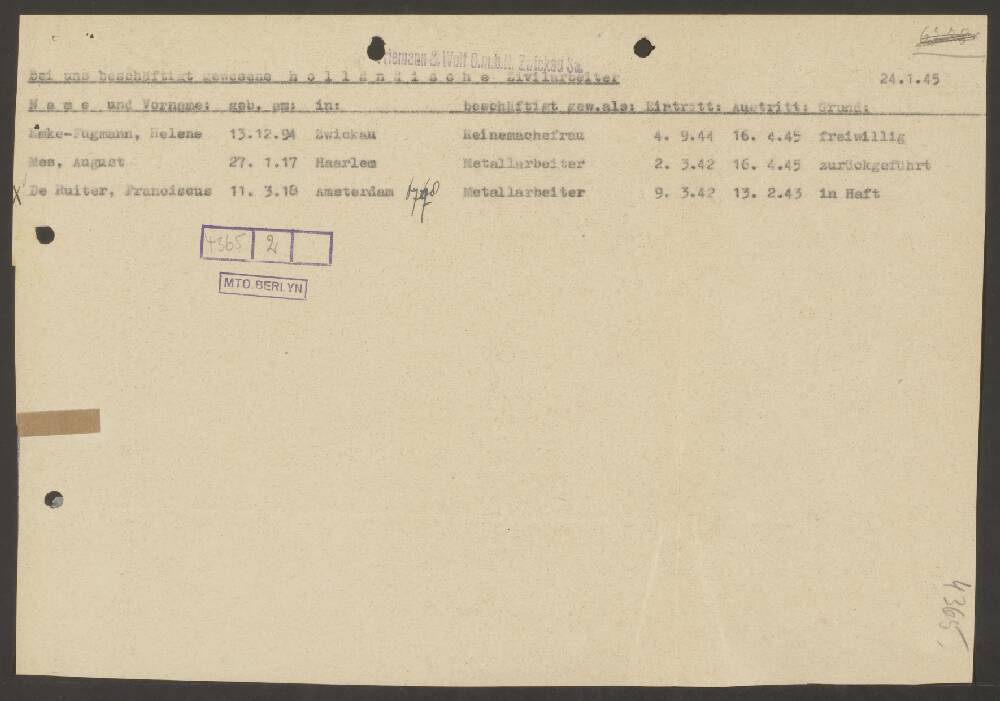 Friemann & Wolf G.m.b.H. Zwickau Sa.
Bei uns beschäftigt gewesene h o l l ä n d i s c h e Zivilarbeiter
24.1.45
N a m e und Vorname: geb. am: in: beschäftigt gew.als: Eintritt: Austritt: Grund:
-Fugmann, Helene 13.12.94 Zwickau Reinemachefrau 4. 9.44 16. 4.45 freiwillig
Mes, August 27. 1.17 Haarlem Metallarbeiter 2. 3.42 16. 4.45 zurückgeführt
x De Ruiter, Franciscus 11. 3.18 Amsterdam Metallarbeiter 9. 3.42 13. 2.43 in Haft
4365 2
MTO.BERLYN
4365